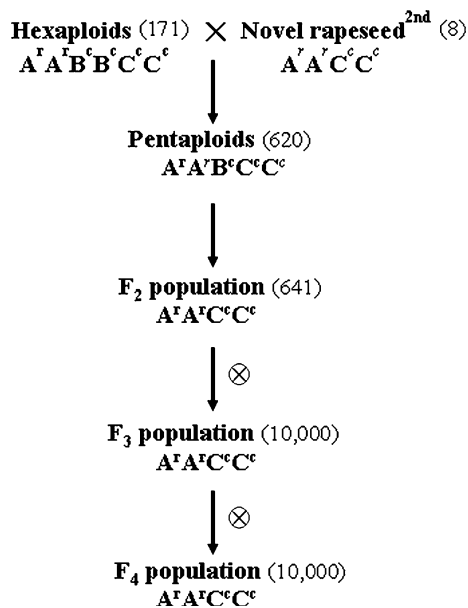 Hexaploids (171) × Novel rapeseed²ⁿᵈ (8)
AʳAʳBᶜBᶜCᶜCᶜ AʳAʳCᶜCᶜ
Pentaploids (620)
AʳAʳBᶜCᶜCᶜ
F₂ population (641)
AʳAʳCᶜCᶜ
⊗
F₃ population (10,000)
AʳAʳCᶜCᶜ
⊗
F₄ population (10,000)
AʳAʳCᶜCᶜ